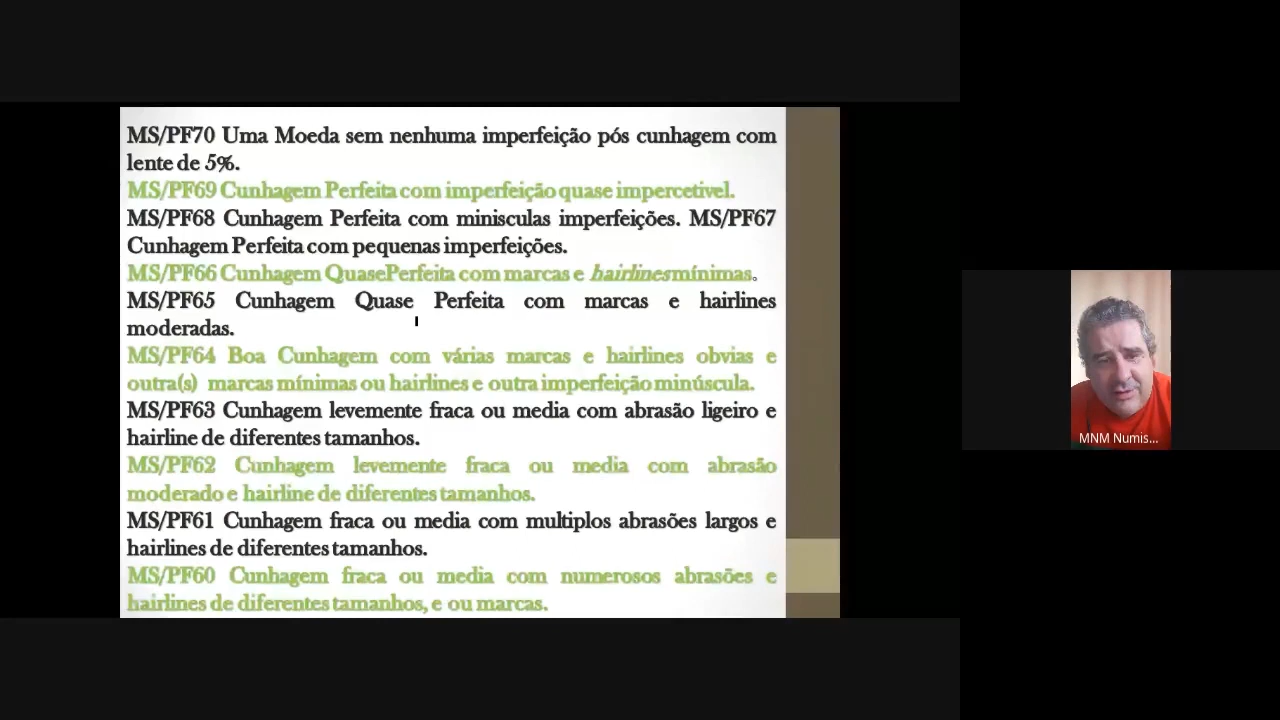 MS/PF70 Uma Moeda sem nenhuma imperfeição pós cunhagem com
lente de 5%.
MS/PF69 Cunhagem Perfeita com imperfeição quase impercetivel.
MS/PF68 Cunhagem Perfeita com minisculas imperfeições. MS/PF67
Cunhagem Perfeita com pequenas imperfeições.
MS/PF66 Cunhagem QuasePerfeita com marcas e hairlinesmínimas.
MS/PF65 Cunhagem Quase Perfeita com marcas e hairlines
moderadas.
MS/PF64 Boa Cunhagem com várias marcas e hairlines obvias e
outra(s) marcas mínimas ou hairlines e outra imperfeição minúscula.
MS/PF63 Cunhagem levemente fraca ou media com abrasão ligeiro e
hairline de diferentes tamanhos.
MS/PF62 Cunhagem levemente fraca ou media com abrasão
moderado e hairline de diferentes tamanhos.
MS/PF61 Cunhagem fraca ou media com multiplos abrasões largos e
hairlines de diferentes tamanhos.
MS/PF60 Cunhagem fraca ou media com numerosos abrasões e
hairlines de diferentes tamanhos, e ou marcas.
MNM Numis...